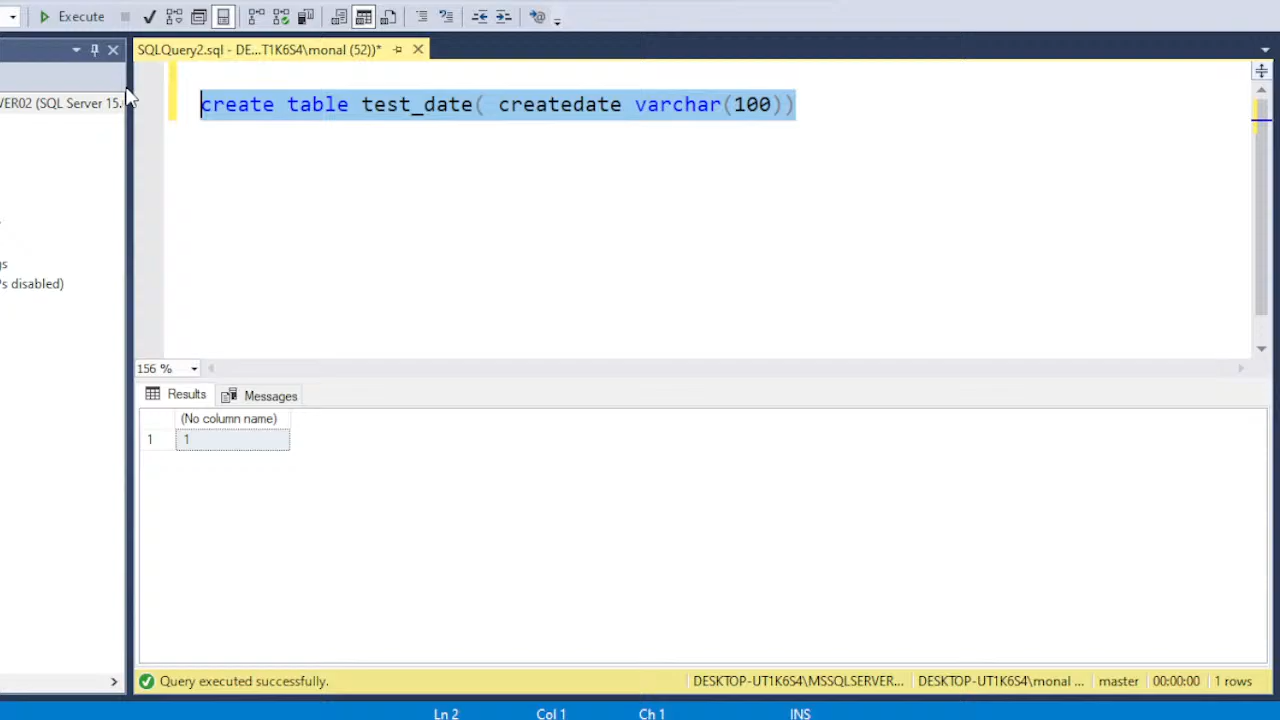 Execute
SQLQuery2.sql - DE...T1K6S4\monal (52))*
VER02 (SQL Server 15.
create table test_date( createdate varchar(100))
gs
's disabled)
156 %
Results
Messages
(No column name)
1
1
Query executed successfully.
DESKTOP-UT1K6S4\MSSQLSERVER...
DESKTOP-UT1K6S4\monal ...
master
00:00:00
1 rows
Ln 2
Col 1
Ch 1
INS